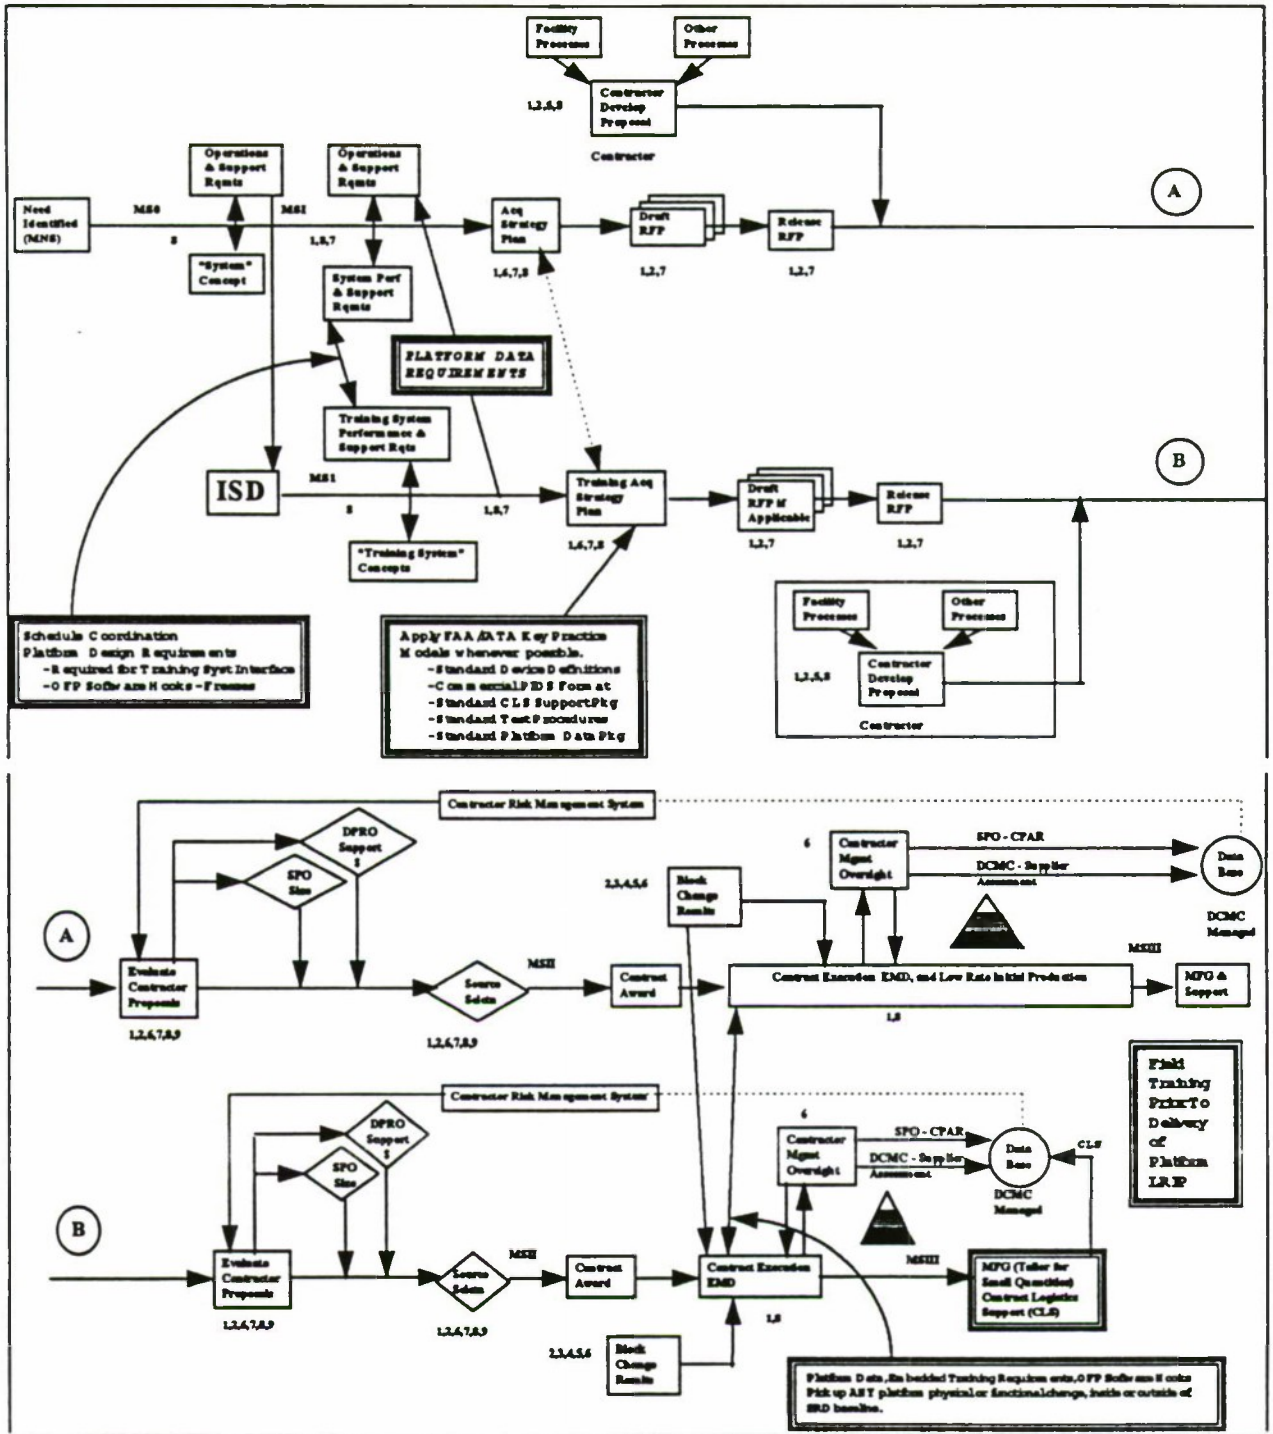 Facility
Processes
Other
Processes
1,2,6,8
Contractor
Develop
Proposal
Contractor
Operations
& Support
Rqmts
Operations
& Support
Rqmts
A
Need
Identified
(MNS)
MS0
MS1
8
1,8,7
Acq
Strategy
Plan
Draft
RFP
Release
RFP
"System"
Concept
1,6,7,8
1,2,7
1,2,7
System Perf
& Support
Rqmts
PLATFORM DATA
REQUIREMENTS
Training System
Performance &
Support Rqts
B
ISD
MS1
8
1,8,7
Training Acq
Strategy
Plan
Draft
RFP If
Applicable
Release
RFP
1,6,7,8
1,2,7
1,2,7
"Training System"
Concepts
Schedule Coordination
Platform Design Requirements
-Required for Training Syst Interface
-OFP Software Hooks - Freezes
Apply FAA/ATA Key Practice
Models whenever possible.
-Standard Device Definitions
-Commercial PIDS Format
-Standard CLS Support Pkg
-Standard Test Procedures
-Standard Platform Data Pkg
Facility
Processes
Other
Processes
Contractor
Develop
Proposal
Contractor
Contractor Risk Management System
DPRO
Support
$
SPO
Size
6
Contractor
Mgmt
Oversight
SPO - CPAR
DCMC - Supplier
Assessment
Data
Base
DCMC
Managed
2,3,4,5,6
Block
Change
Results
A
Evaluate
Contractor
Proposals
1,2,6,7,8,9
Source
Selctn
1,2,6,7,8,9
MSII
Contract
Award
Contract Execution EMD, and Low Rate Initial Production
1,8
MSIII
MFG &
Support
Field
Training
Prior To
Delivery
of
Platform
LRIP
Contractor Risk Management System
DPRO
Support
$
SPO
Size
6
Contractor
Mgmt
Oversight
SPO - CPAR
DCMC - Supplier
Assessment
Data
Base
DCMC
Managed
CLS
B
Evaluate
Contractor
Proposals
1,2,6,7,8,9
Source
Selctn
1,2,6,7,8,9
MSII
Contract
Award
Contract Execution
EMD
1,8
MSIII
MFG (Tailor for
Small Quantities)
Contract Logistics
Support (CLS)
2,3,4,5,6
Block
Change
Results
Platform Data, Embedded Training Requirements, OFP Software Hooks
Pick up ANY platform physical or functional change, inside or outside of
SRD baseline.